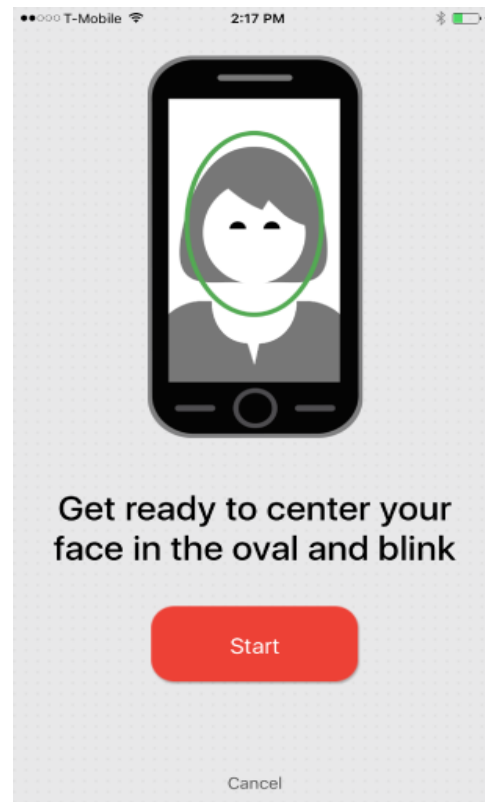 T-Mobile 2:17 PM
Get ready to center your
face in the oval and blink
Start
Cancel